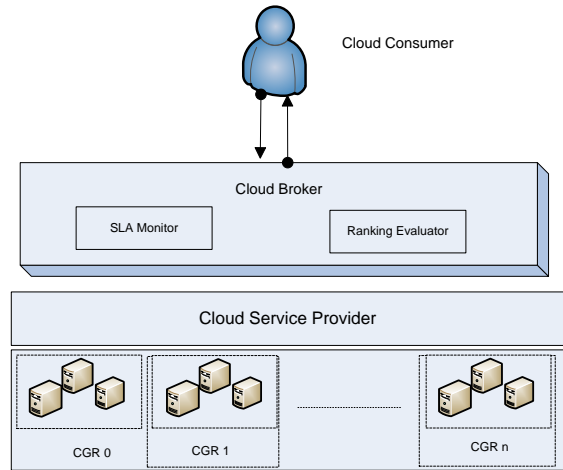 Cloud Consumer
Cloud Broker
SLA Monitor
Ranking Evaluator
Cloud Service Provider
CGR 0
CGR 1
CGR n